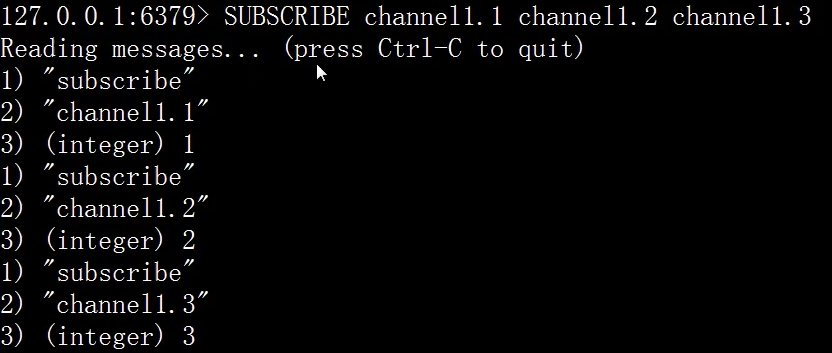 127.0.0.1:6379> SUBSCRIBE channel1.1 channel1.2 channel1.3
Reading messages... (press Ctrl-C to quit)
1) "subscribe"
2) "channel1.1"
3) (integer) 1
1) "subscribe"
2) "channel1.2"
3) (integer) 2
1) "subscribe"
2) "channel1.3"
3) (integer) 3